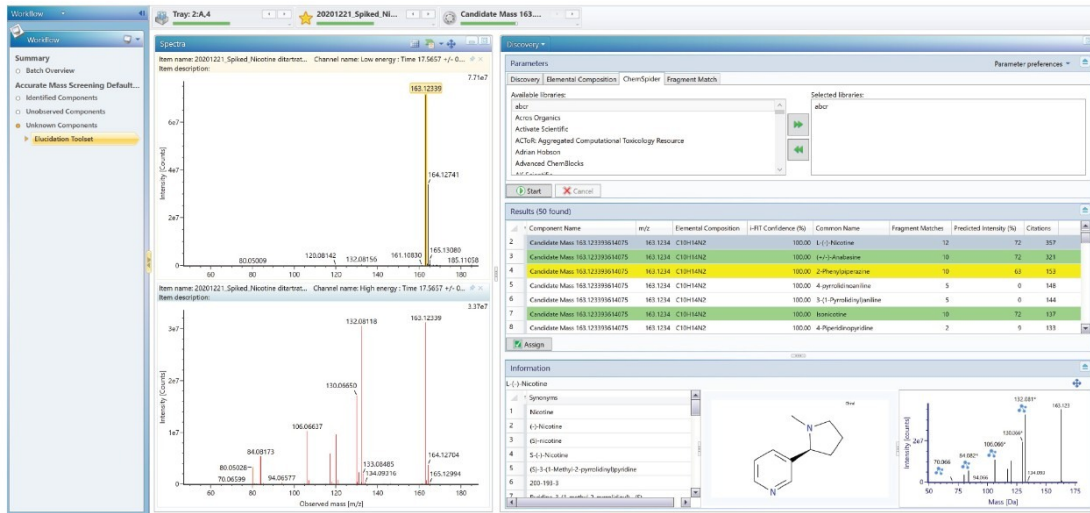 Workflow
Tray: 2:A,4
20201221_Spiked_Ni...
Candidate Mass 163....
Workflow
Summary
Batch Overview
Accurate Mass Screening Default...
Identified Components
Unobserved Components
Unknown Components
Elucidation Toolset
Spectra
Item name: 20201221_Spiked_Nicotine ditartrat... Channel name: Low energy : Time 17.5657 +/- 0...
Item description:
7.71e7
163.12339
6e7
4e7
2e7
0
Intensity [Counts]
164.12741
165.13080
185.11058
161.10830
132.08156
120.08142
80.05009
60 80 100 120 140 160 180
Item name: 20201221_Spiked_Nicotine ditartrat... Channel name: High energy : Time 17.5657 +/- 0...
Item description:
3.37e7
132.08118
163.12339
3e7
130.06650
2e7
Intensity [Counts]
106.06637
1e7
84.08173
164.12704
80.05028
133.08485
165.12994
70.06599
94.06577
134.09316
0
60 80 100 120 140 160 180
Observed mass [m/z]
Discovery
Parameters
Parameter preferences
Discovery Elemental Composition ChemSpider Fragment Match
Available libraries:
Selected libraries:
abcr
abcr
Acros Organics
Activate Scientific
ACToR: Aggregated Computational Toxicology Resource
Adrian Hobson
Advanced ChemBlocks
Start Cancel
Results (50 found)
Component Name m/z Elemental Composition i-FIT Confidence (%) Common Name Fragment Matches Predicted Intensity (%) Citations
2 Candidate Mass 163.123393614075 163.1234 C10H14N2 100.00 L-(-)-Nicotine 12 72 357
3 Candidate Mass 163.123393614075 163.1234 C10H14N2 100.00 (+/-)-Anabasine 10 72 321
4 Candidate Mass 163.123393614075 163.1234 C10H14N2 100.00 2-Phenylpiperazine 10 63 153
5 Candidate Mass 163.123393614075 163.1234 C10H14N2 100.00 4-pyrrolidinoaniline 5 0 148
6 Candidate Mass 163.123393614075 163.1234 C10H14N2 100.00 3-(1-Pyrrolidinyl)aniline 5 0 144
7 Candidate Mass 163.123393614075 163.1234 C10H14N2 100.00 Isonicotine 10 72 137
8 Candidate Mass 163.123393614075 163.1234 C10H14N2 100.00 4-Piperidinopyridine 2 9 133
Assign
Information
L-(-)-Nicotine
Synonyms
1 Nicotine
2 (-)-Nicotine
3 (S)-nicotine
4 S-(-)-Nicotine
5 (S)-3-(1-Methyl-2-pyrrolidinyl)pyridine
6 200-193-3
7
N
N
132.081*
163.123
130.066*
106.066*
84.082*
70.066
94.066
134.093
Intensity [counts]
50 75 100 125 150 175
Mass [Da]